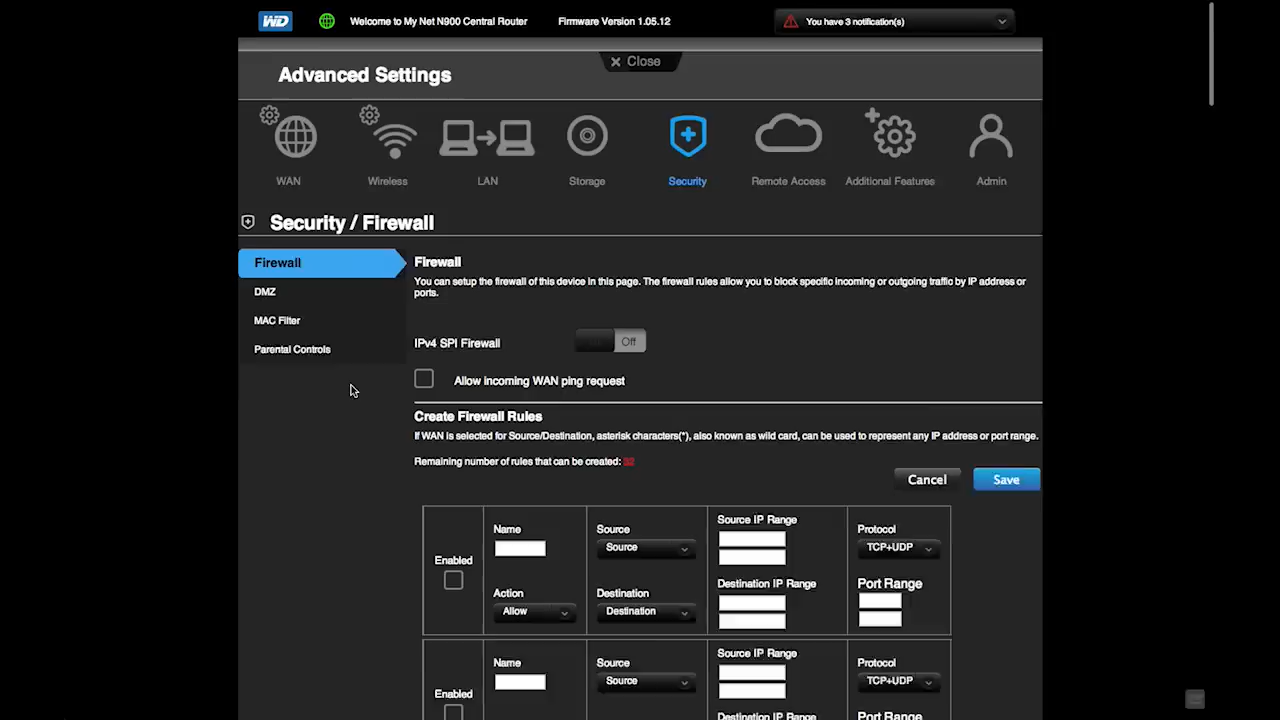 WD Welcome to My Net N900 Central Router Firmware Version 1.05.12 You have 3 notification(s)
Close
Advanced Settings
WAN Wireless LAN Storage Security Remote Access Additional Features Admin
Security / Firewall
Firewall
DMZ
MAC Filter
Parental Controls
Firewall
You can setup the firewall of this device in this page. The firewall rules allow you to block specific incoming or outgoing traffic by IP address or
ports.
IPv4 SPI Firewall Off
Allow incoming WAN ping request
Create Firewall Rules
If WAN is selected for Source/Destination, asterisk characters(*), also known as wild card, can be used to represent any IP address or port range.
Remaining number of rules that can be created: 32
Cancel Save
Enabled
Name
Action
Allow
Source
Source
Destination
Destination
Source IP Range
Destination IP Range
Protocol
TCP+UDP
Port Range
Enabled
Name
Source
Source
Source IP Range
Destination IP Range
Protocol
TCP+UDP
Port Range